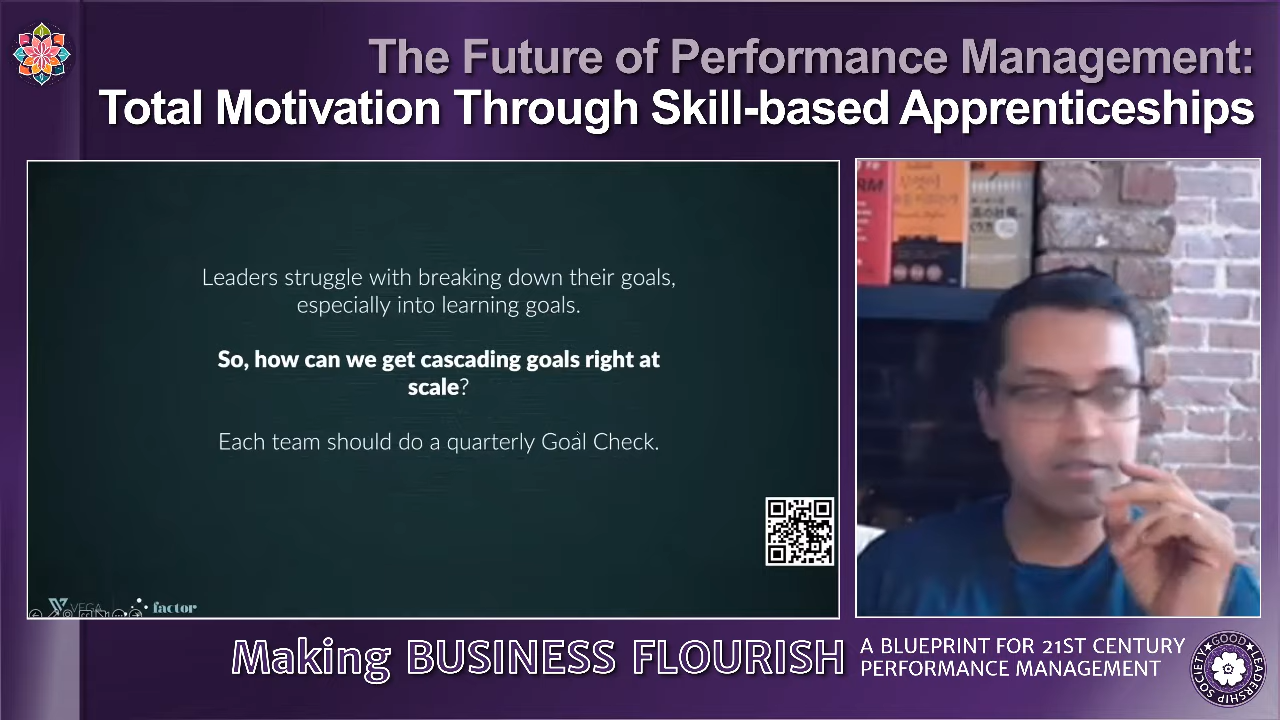 The Future of Performance Management:
Total Motivation Through Skill-based Apprenticeships
Leaders struggle with breaking down their goals,
especially into learning goals.
So, how can we get cascading goals right at
scale?
Each team should do a quarterly Goal Check.
VEGA factor
Making BUSINESS FLOURISH
A BLUEPRINT FOR 21ST CENTURY
PERFORMANCE MANAGEMENT
GOOD LEADERSHIP SOCIETY